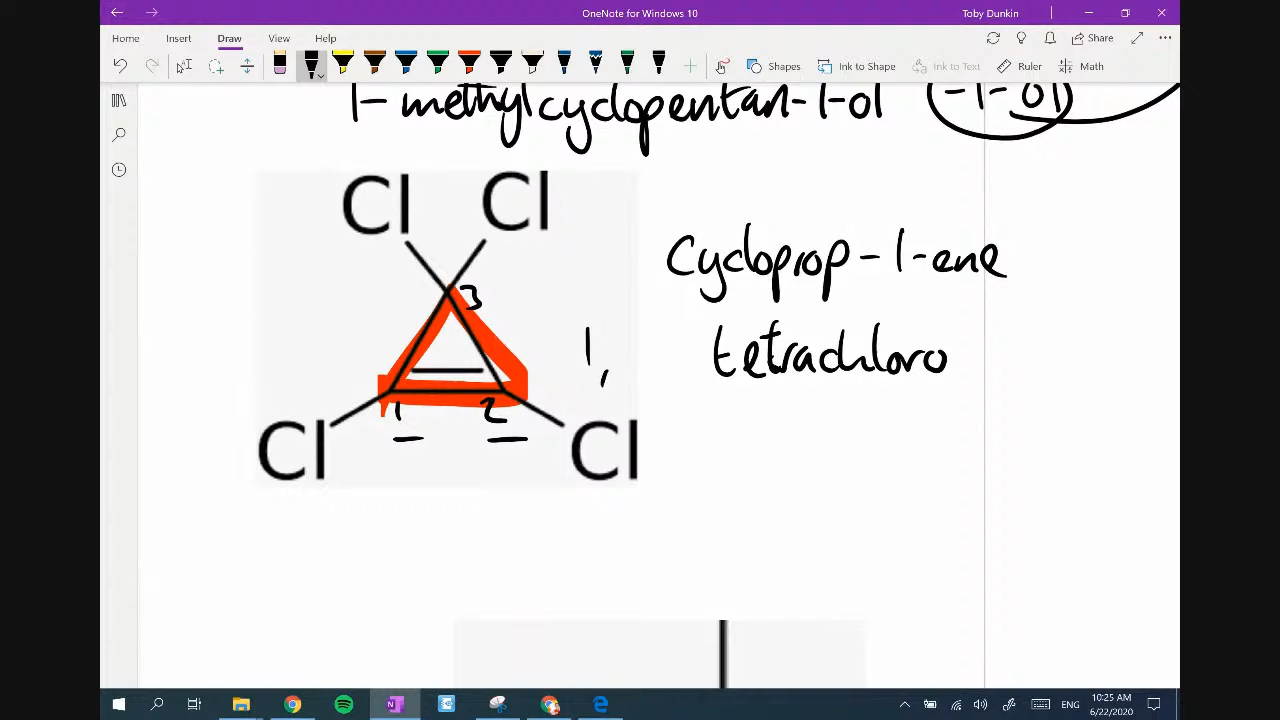 OneNote for Windows 10
Toby Dunkin
Home Insert Draw View Help
Share
Shapes Ink to Shape Ink to Text Ruler Math
1-methylcyclopentan-1-ol -1-ol
Cl Cl
Cycloprop-1-ene
3
1,
tetrachloro
1 2
Cl Cl
ENG 10:25 AM
6/22/2020